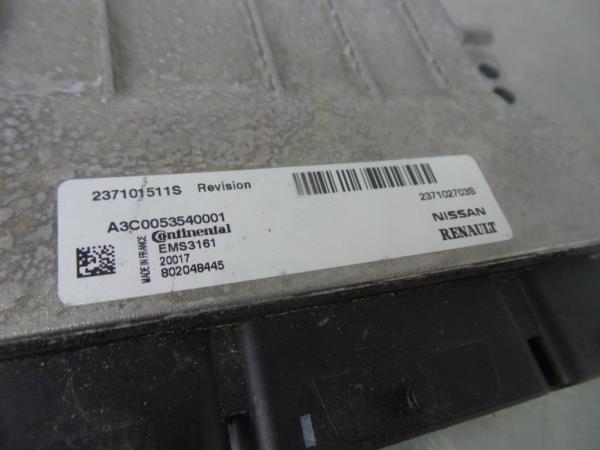 237101511S Revision
237102703S
A3C0053540001
NISSAN
Continental
RENAULT
EMS3161
MADE IN FRANCE
20017
802048445